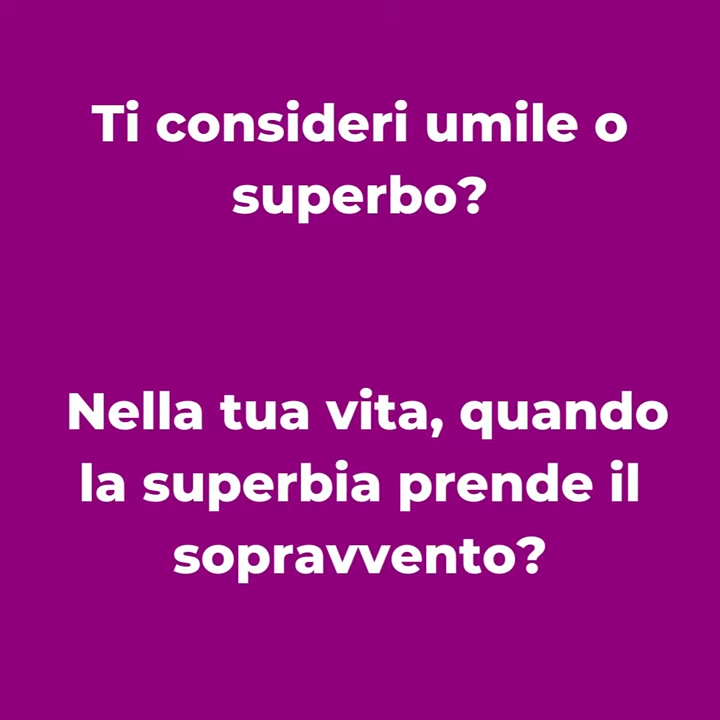 Ti consideri umile o
superbo?
Nella tua vita, quando
la superbia prende il
sopravvento?